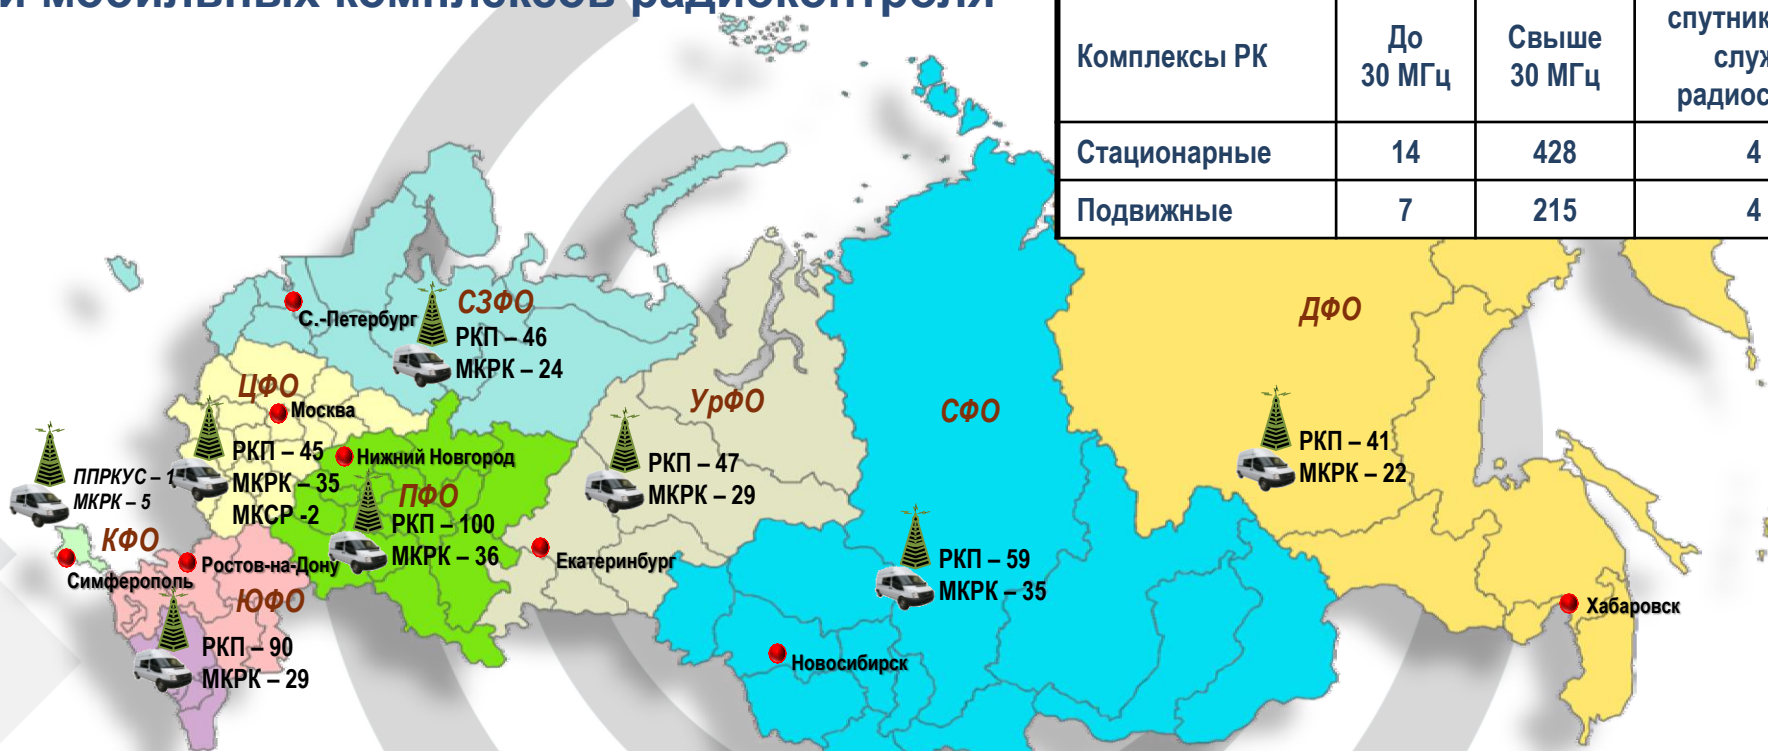 и мобильных комплексов радиоконтроля
Комплексы РК
До
30 МГц
Свыше
30 МГц
спутник
служ
радиос
Стационарные
14
428
4
Подвижные
7
215
4
СЗФО
С.-Петербург
РКП – 46
МКРК – 24
ДФО
ЦФО
Москва
УрФО
СФО
РКП – 45
МКРК – 35
МКСР -2
Нижний Новгород
ПФО
РКП – 100
МКРК – 36
РКП – 47
МКРК – 29
РКП – 41
МКРК – 22
ППРКУС – 1
МКРК – 5
КФО
Симферополь
Ростов-на-Дону
ЮФО
Екатеринбург
РКП – 59
МКРК – 35
Хабаровск
РКП – 90
МКРК – 29
Новосибирск